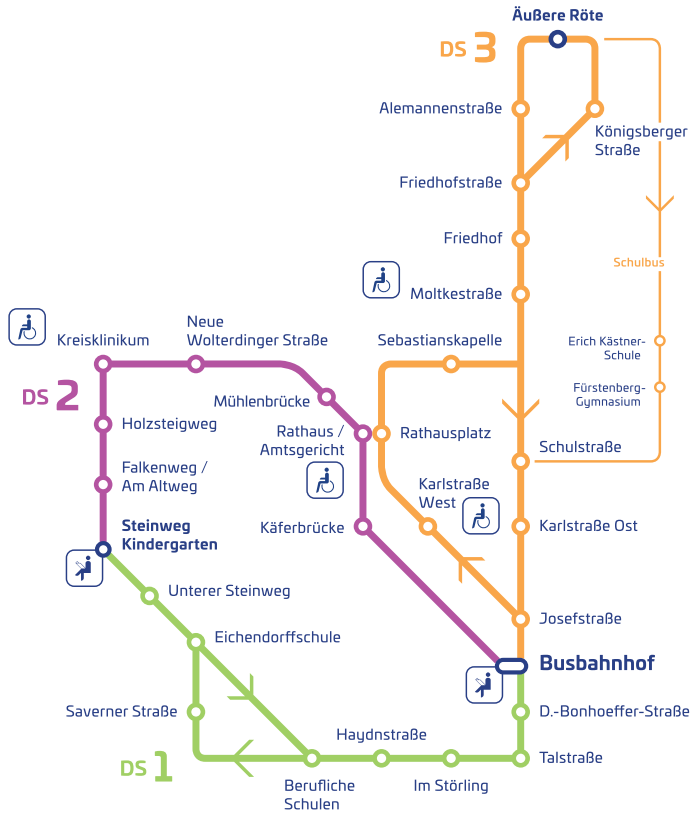 Äußere Röte
DS 3
Alemannenstraße
Königsberger
Straße
Friedhofstraße
Friedhof
Schulbus
Moltkestraße
Neue
Wolterdinger Straße
Kreisklinikum
Sebastianskapelle
Erich Kästner-
Schule
Fürstenberg-
Gymnasium
DS 2
Mühlenbrücke
Holzsteigweg
Rathaus /
Amtsgericht
Rathausplatz
Schulstraße
Falkenweg /
Am Altweg
Karlstraße
West
Steinweg
Kindergarten
Käferbrücke
Karlstraße Ost
Unterer Steinweg
Josefstraße
Eichendorffschule
Busbahnhof
Saverner Straße
D.-Bonhoeffer-Straße
Haydnstraße
DS 1
Talstraße
Berufliche
Schulen
Im Störling